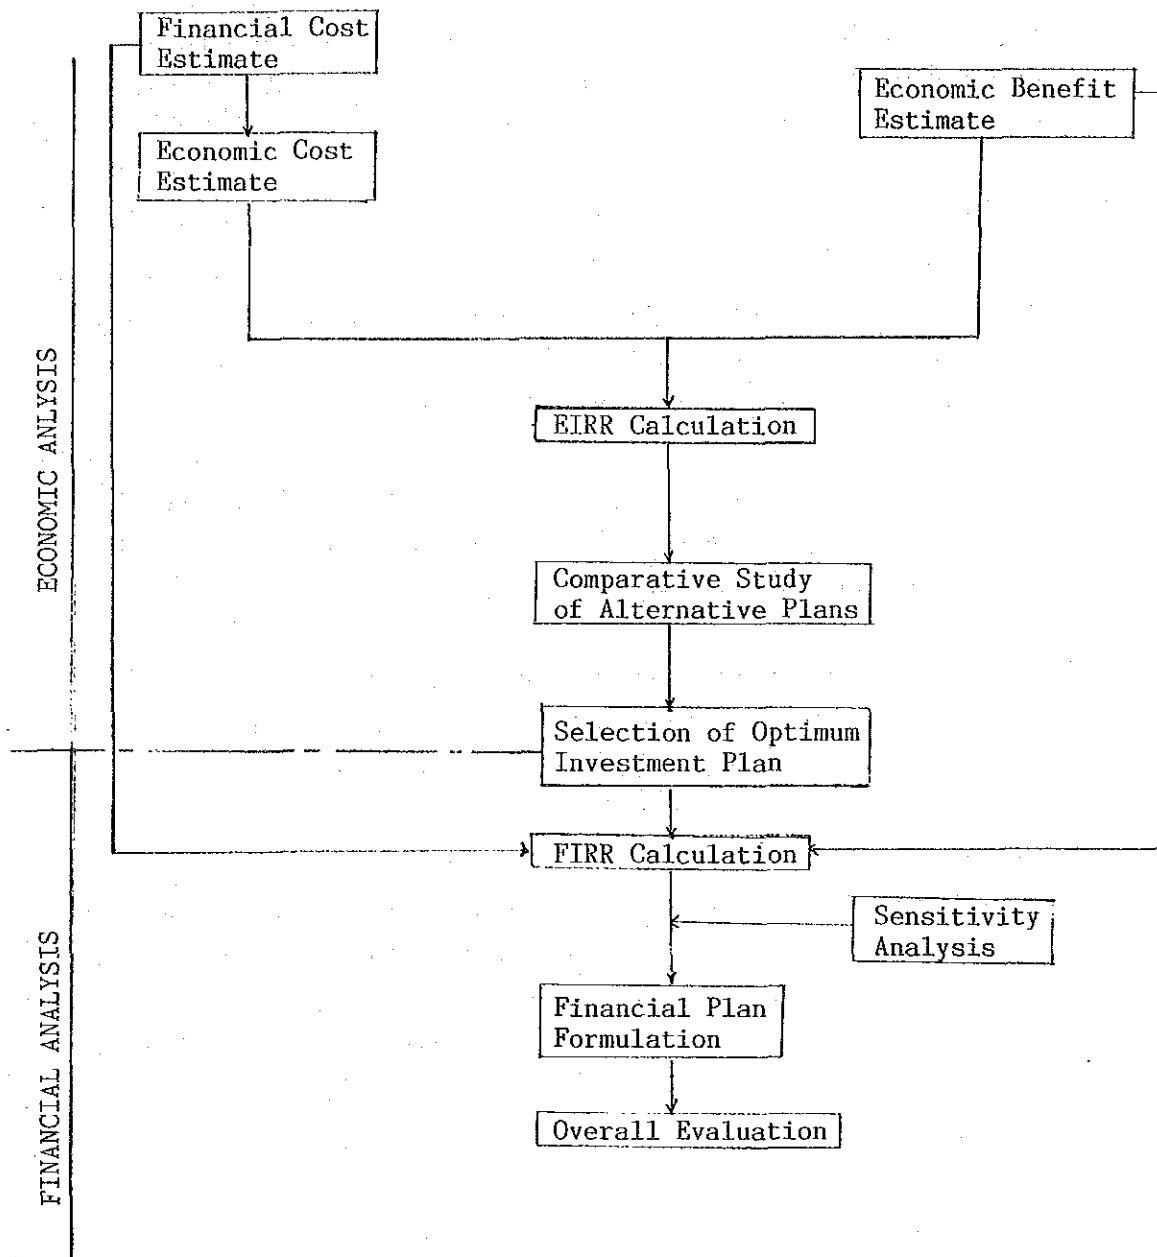 Financial Cost
Estimate
Economic Benefit
Estimate
Economic Cost
Estimate
ECONOMIC ANLYSIS
EIRR Calculation
Comparative Study
of Alternative Plans
Selection of Optimum
Investment Plan
FIRR Calculation
Sensitivity
Analysis
FINANCIAL ANALYSIS
Financial Plan
Formulation
Overall Evaluation